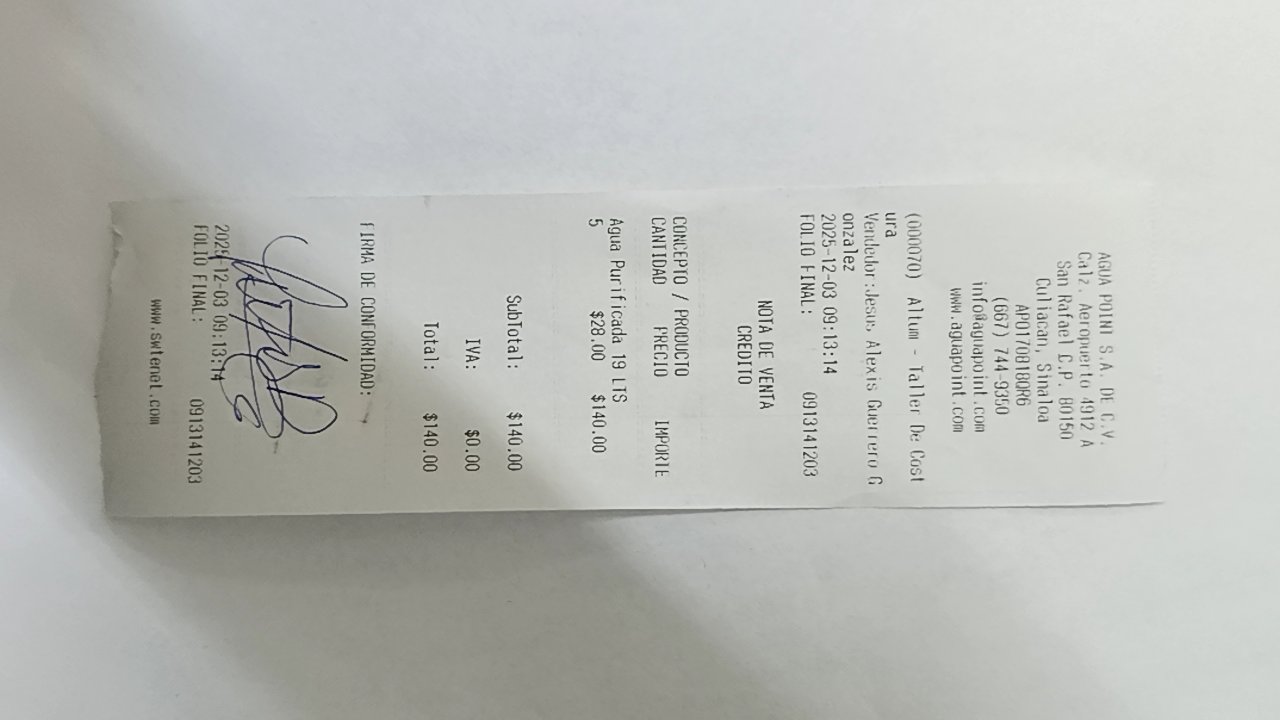 AGUA POINT S.A. DE C.V.
Calz. Aeropuerto 4912 A
San Rafael C.P. 80150
Culiacan, Sinaloa
APO170818QR6
(667) 744-9350
info@aguapoint.com
www.aguapoint.com
(000070) Altum - Taller De Cost
ura
Vendedor:Jesus Alexis Guerrero G
onzalez
2025-12-03 09:13:14
FOLIO FINAL: 0913141203
NOTA DE VENTA
CREDITO
CONCEPTO / PRODUCTO
CANTIDAD PRECIO IMPORTE
Agua Purificada 19 LTS
5 $28.00 $140.00
SubTotal: $140.00
IVA: $0.00
Total: $140.00
FIRMA DE CONFORMIDAD:
2025-12-03 09:13:14
FOLIO FINAL: 0913141203
www.swtenet.com